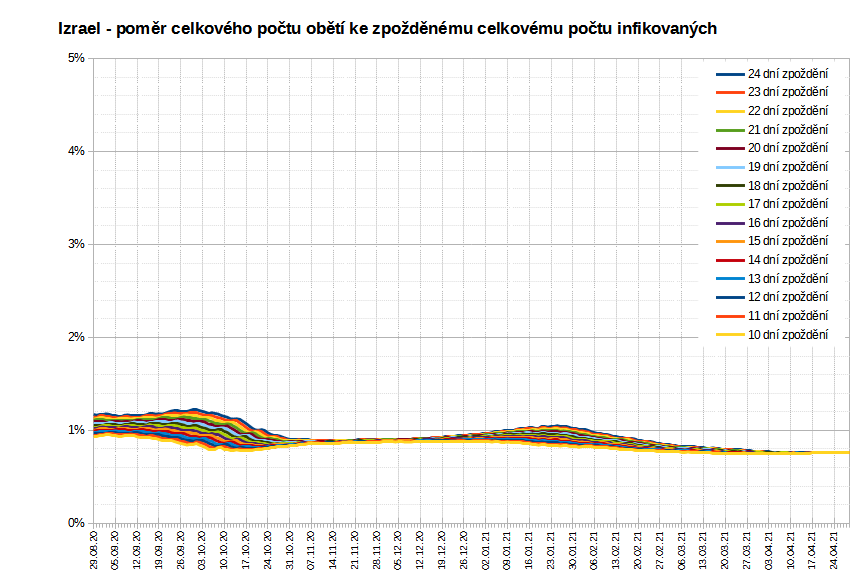 Izrael - poměr celkového počtu obětí ke zpožděnému celkovému počtu infikovaných
5%
4%
3%
2%
1%
0%
24 dní zpoždění
23 dní zpoždění
22 dní zpoždění
21 dní zpoždění
20 dní zpoždění
19 dní zpoždění
18 dní zpoždění
17 dní zpoždění
16 dní zpoždění
15 dní zpoždění
14 dní zpoždění
13 dní zpoždění
12 dní zpoždění
11 dní zpoždění
10 dní zpoždění
29.08.20
05.09.20
12.09.20
19.09.20
26.09.20
03.10.20
10.10.20
17.10.20
24.10.20
31.10.20
07.11.20
14.11.20
21.11.20
28.11.20
05.12.20
12.12.20
19.12.20
26.12.20
02.01.21
09.01.21
16.01.21
23.01.21
30.01.21
06.02.21
13.02.21
20.02.21
27.02.21
06.03.21
13.03.21
20.03.21
27.03.21
03.04.21
10.04.21
17.04.21
24.04.21